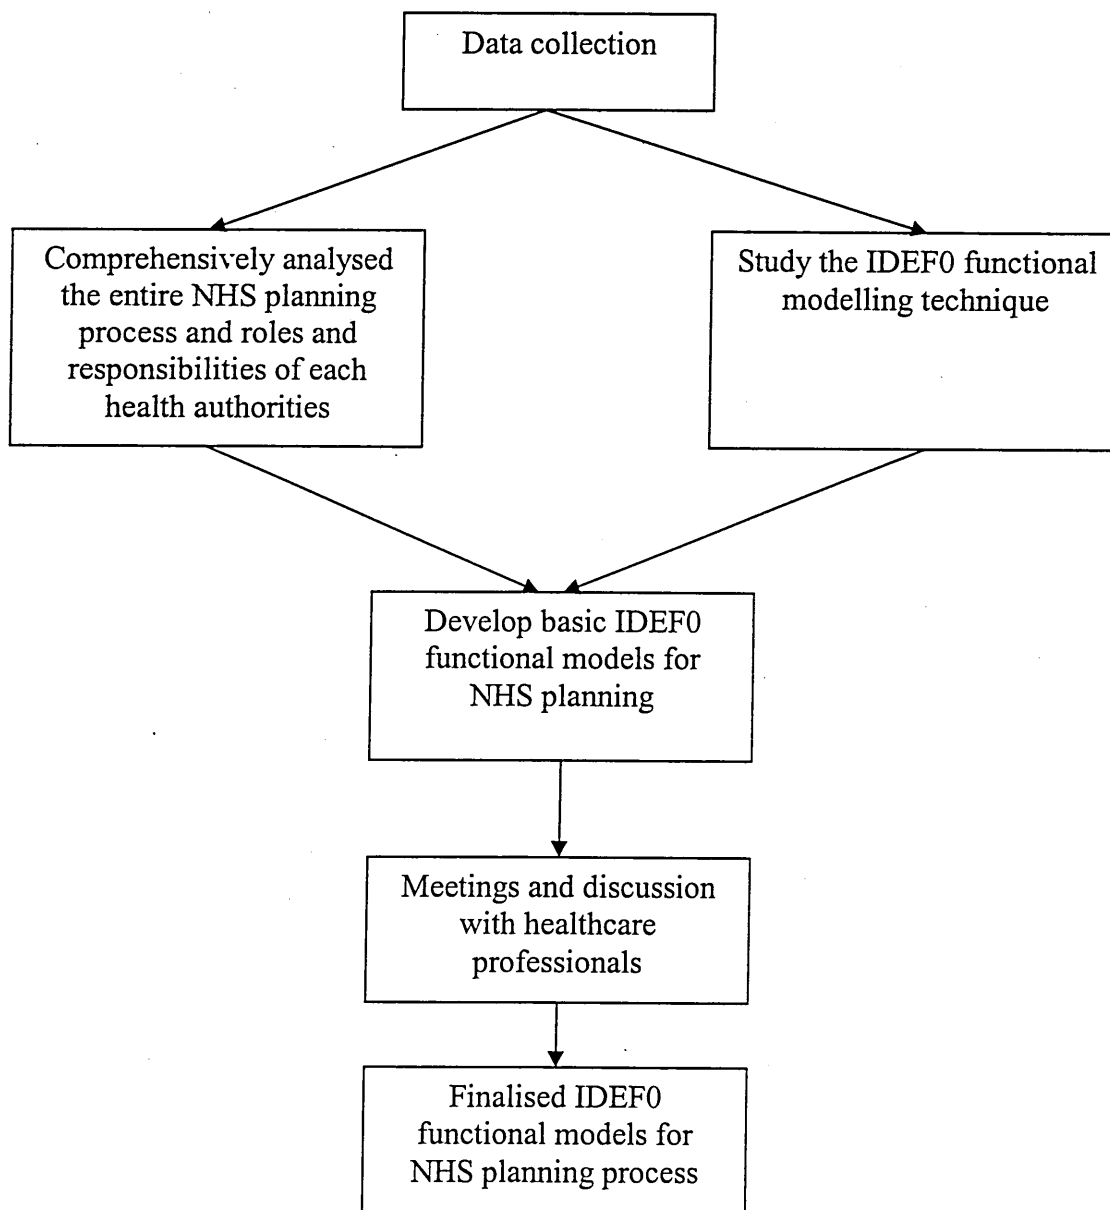 Data collection
Comprehensively analysed
the entire NHS planning
process and roles and
responsibilities of each
health authorities
Study the IDEF0 functional
modelling technique
Develop basic IDEF0
functional models for
NHS planning
Meetings and discussion
with healthcare
professionals
Finalised IDEF0
functional models for
NHS planning process